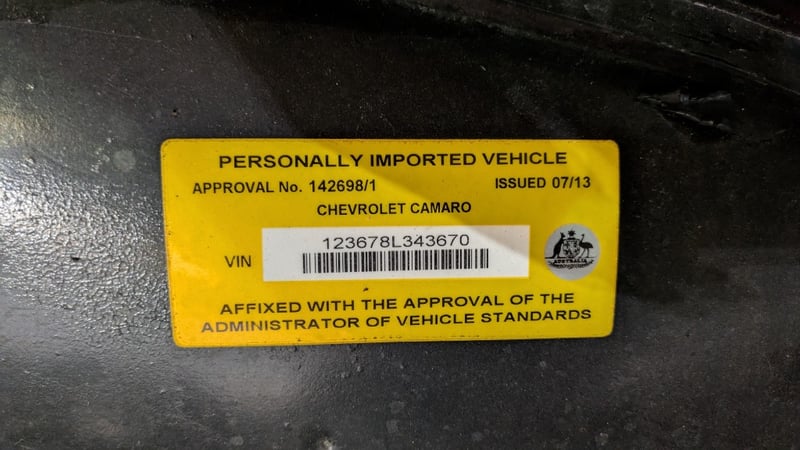 PERSONALLY IMPORTED VEHICLE
APPROVAL No. 142698/1 ISSUED 07/13
CHEVROLET CAMARO
VIN 123678L343670
AUSTRALIA
AFFIXED WITH THE APPROVAL OF THE
ADMINISTRATOR OF VEHICLE STANDARDS